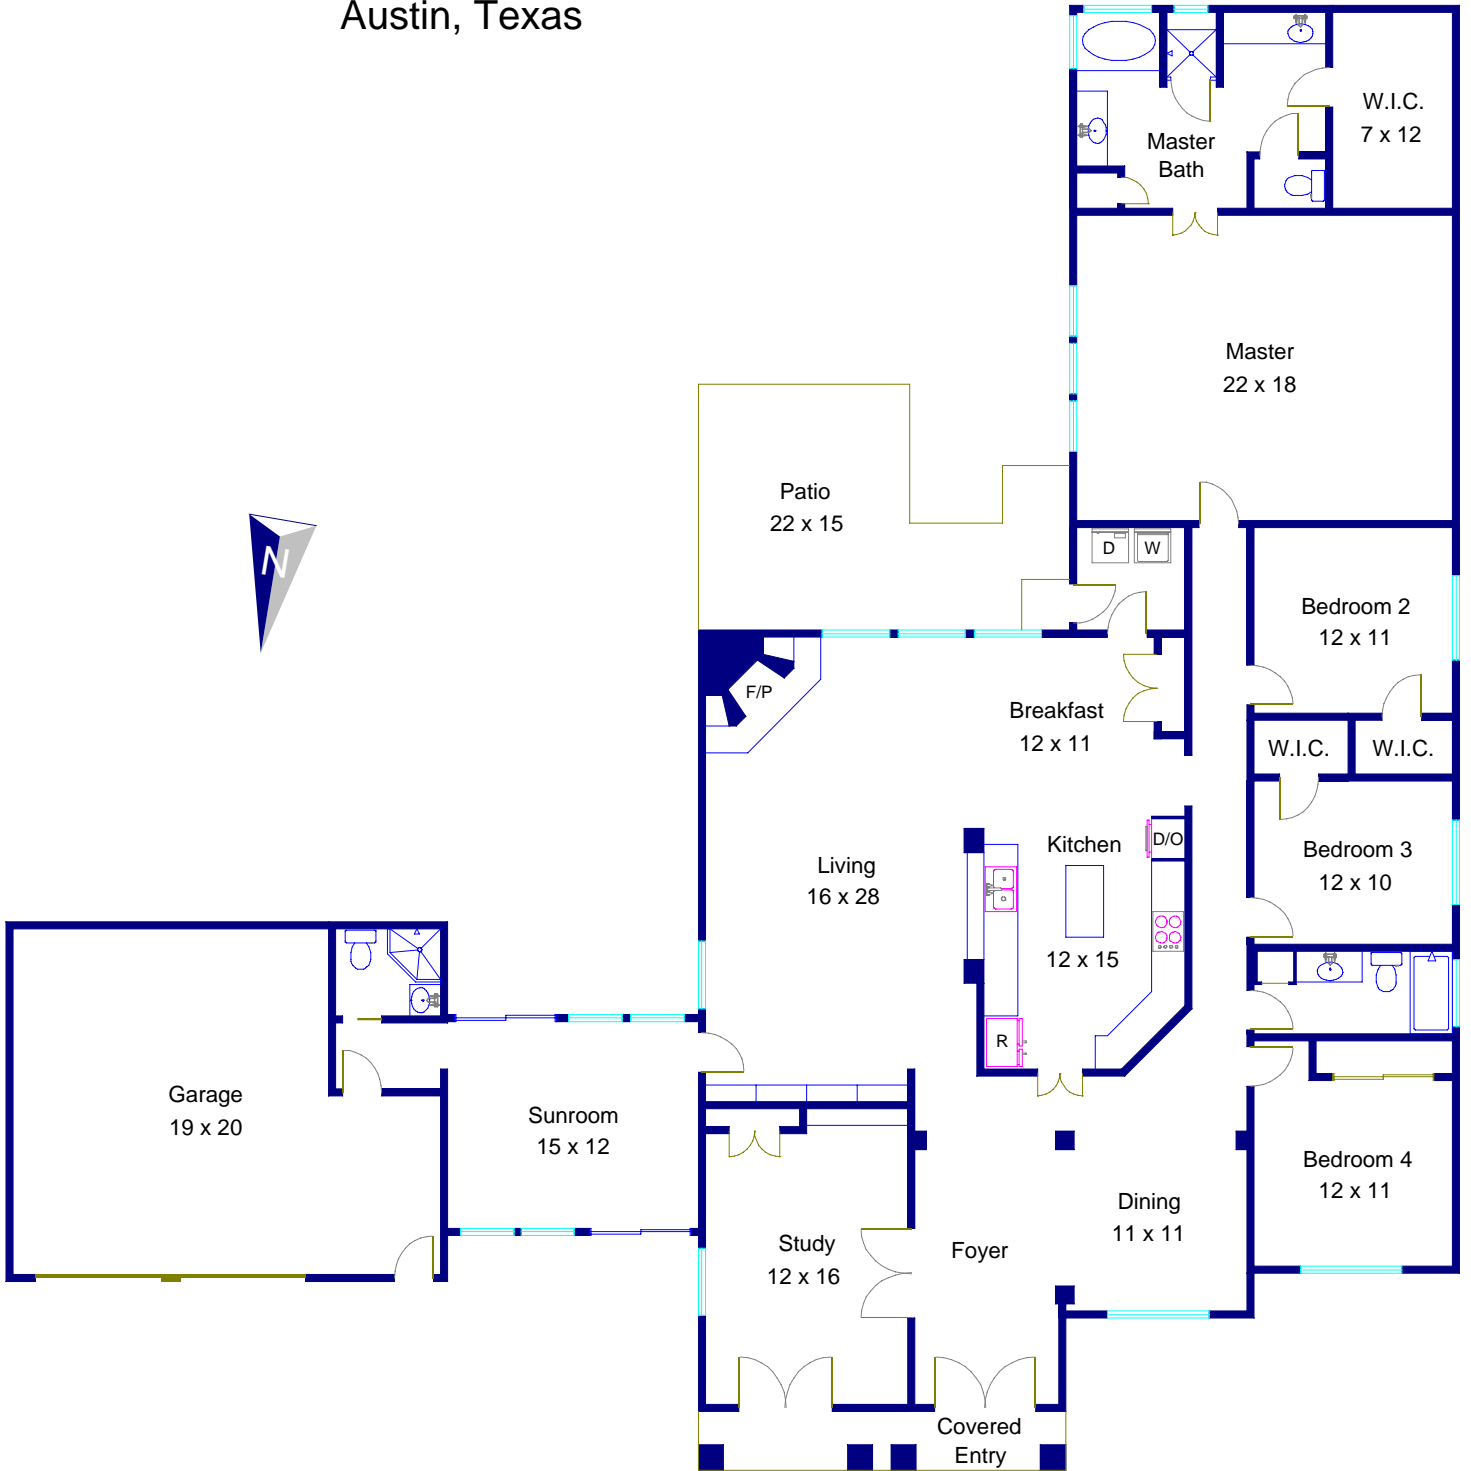 Austin, Texas
W.I.C.
7 x 12
Master
Bath
Master
22 x 18
Patio
22 x 15
N
D
W
Bedroom 2
12 x 11
F/P
Breakfast
12 x 11
W.I.C.
W.I.C.
Living
16 x 28
Kitchen
12 x 15
D/O
Bedroom 3
12 x 10
R
Garage
19 x 20
Sunroom
15 x 12
Bedroom 4
12 x 11
Study
12 x 16
Foyer
Dining
11 x 11
Covered
Entry